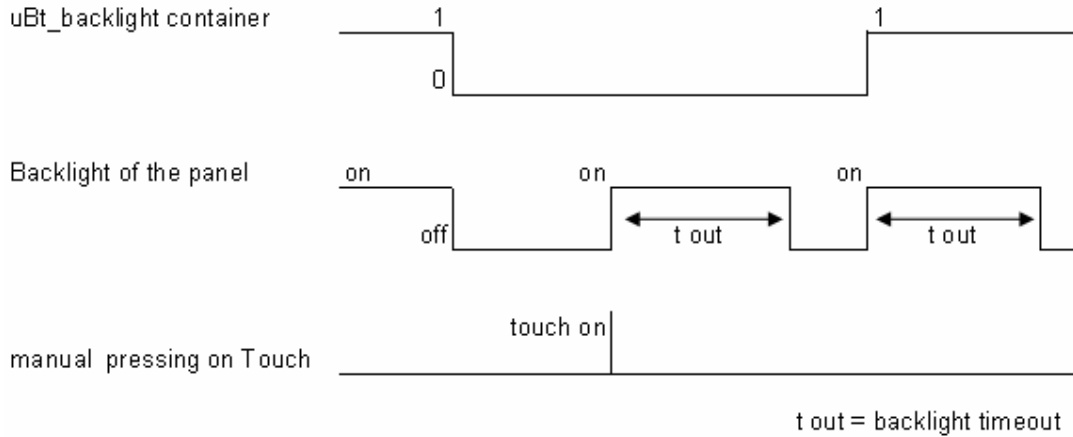 uBt_backlight container
1
1
0
Backlight of the panel
on
on
on
off
t out
t out
touch on
manual pressing on Touch
t out = backlight timeout